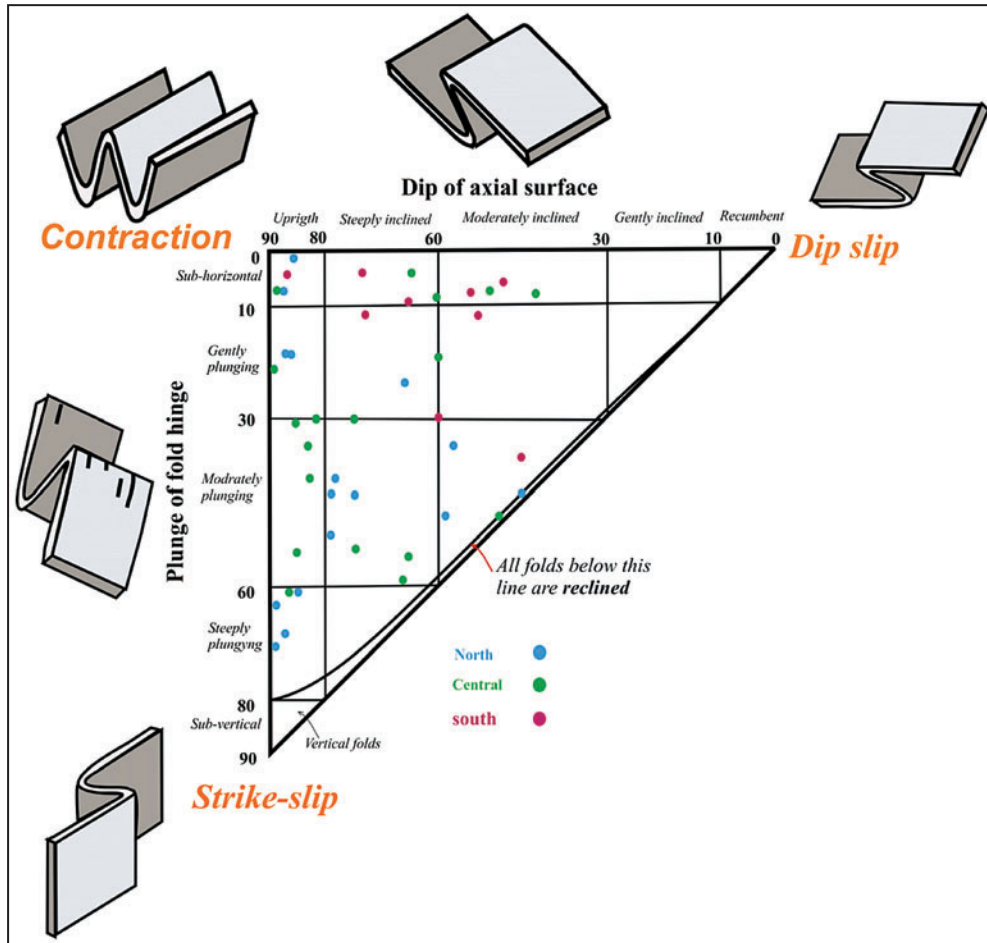 Dip of axial surface
Contraction
Uprigth Steeply inclined Moderately inclined Gently inclined Recumbent
90 80 60 30 10 0
Dip slip
0
Sub-horizontal
10
Gently
plunging
30
Plunge of fold hinge
Modrately
plunging
All folds below this
line are reclined
60
Steeply
plungyng
North
Central
south
80
Sub-vertical
Vertical folds
90
Strike-slip